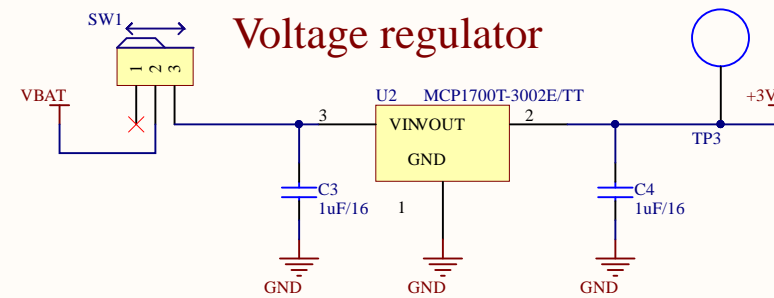 Voltage regulator
SW1
1 2 3
VBAT
U2 MCP1700T-3002E/TT
+3V
3 VIN VOUT 2
GND
TP3
C3
1uF/16
1
C4
1uF/16
GND
GND
GND